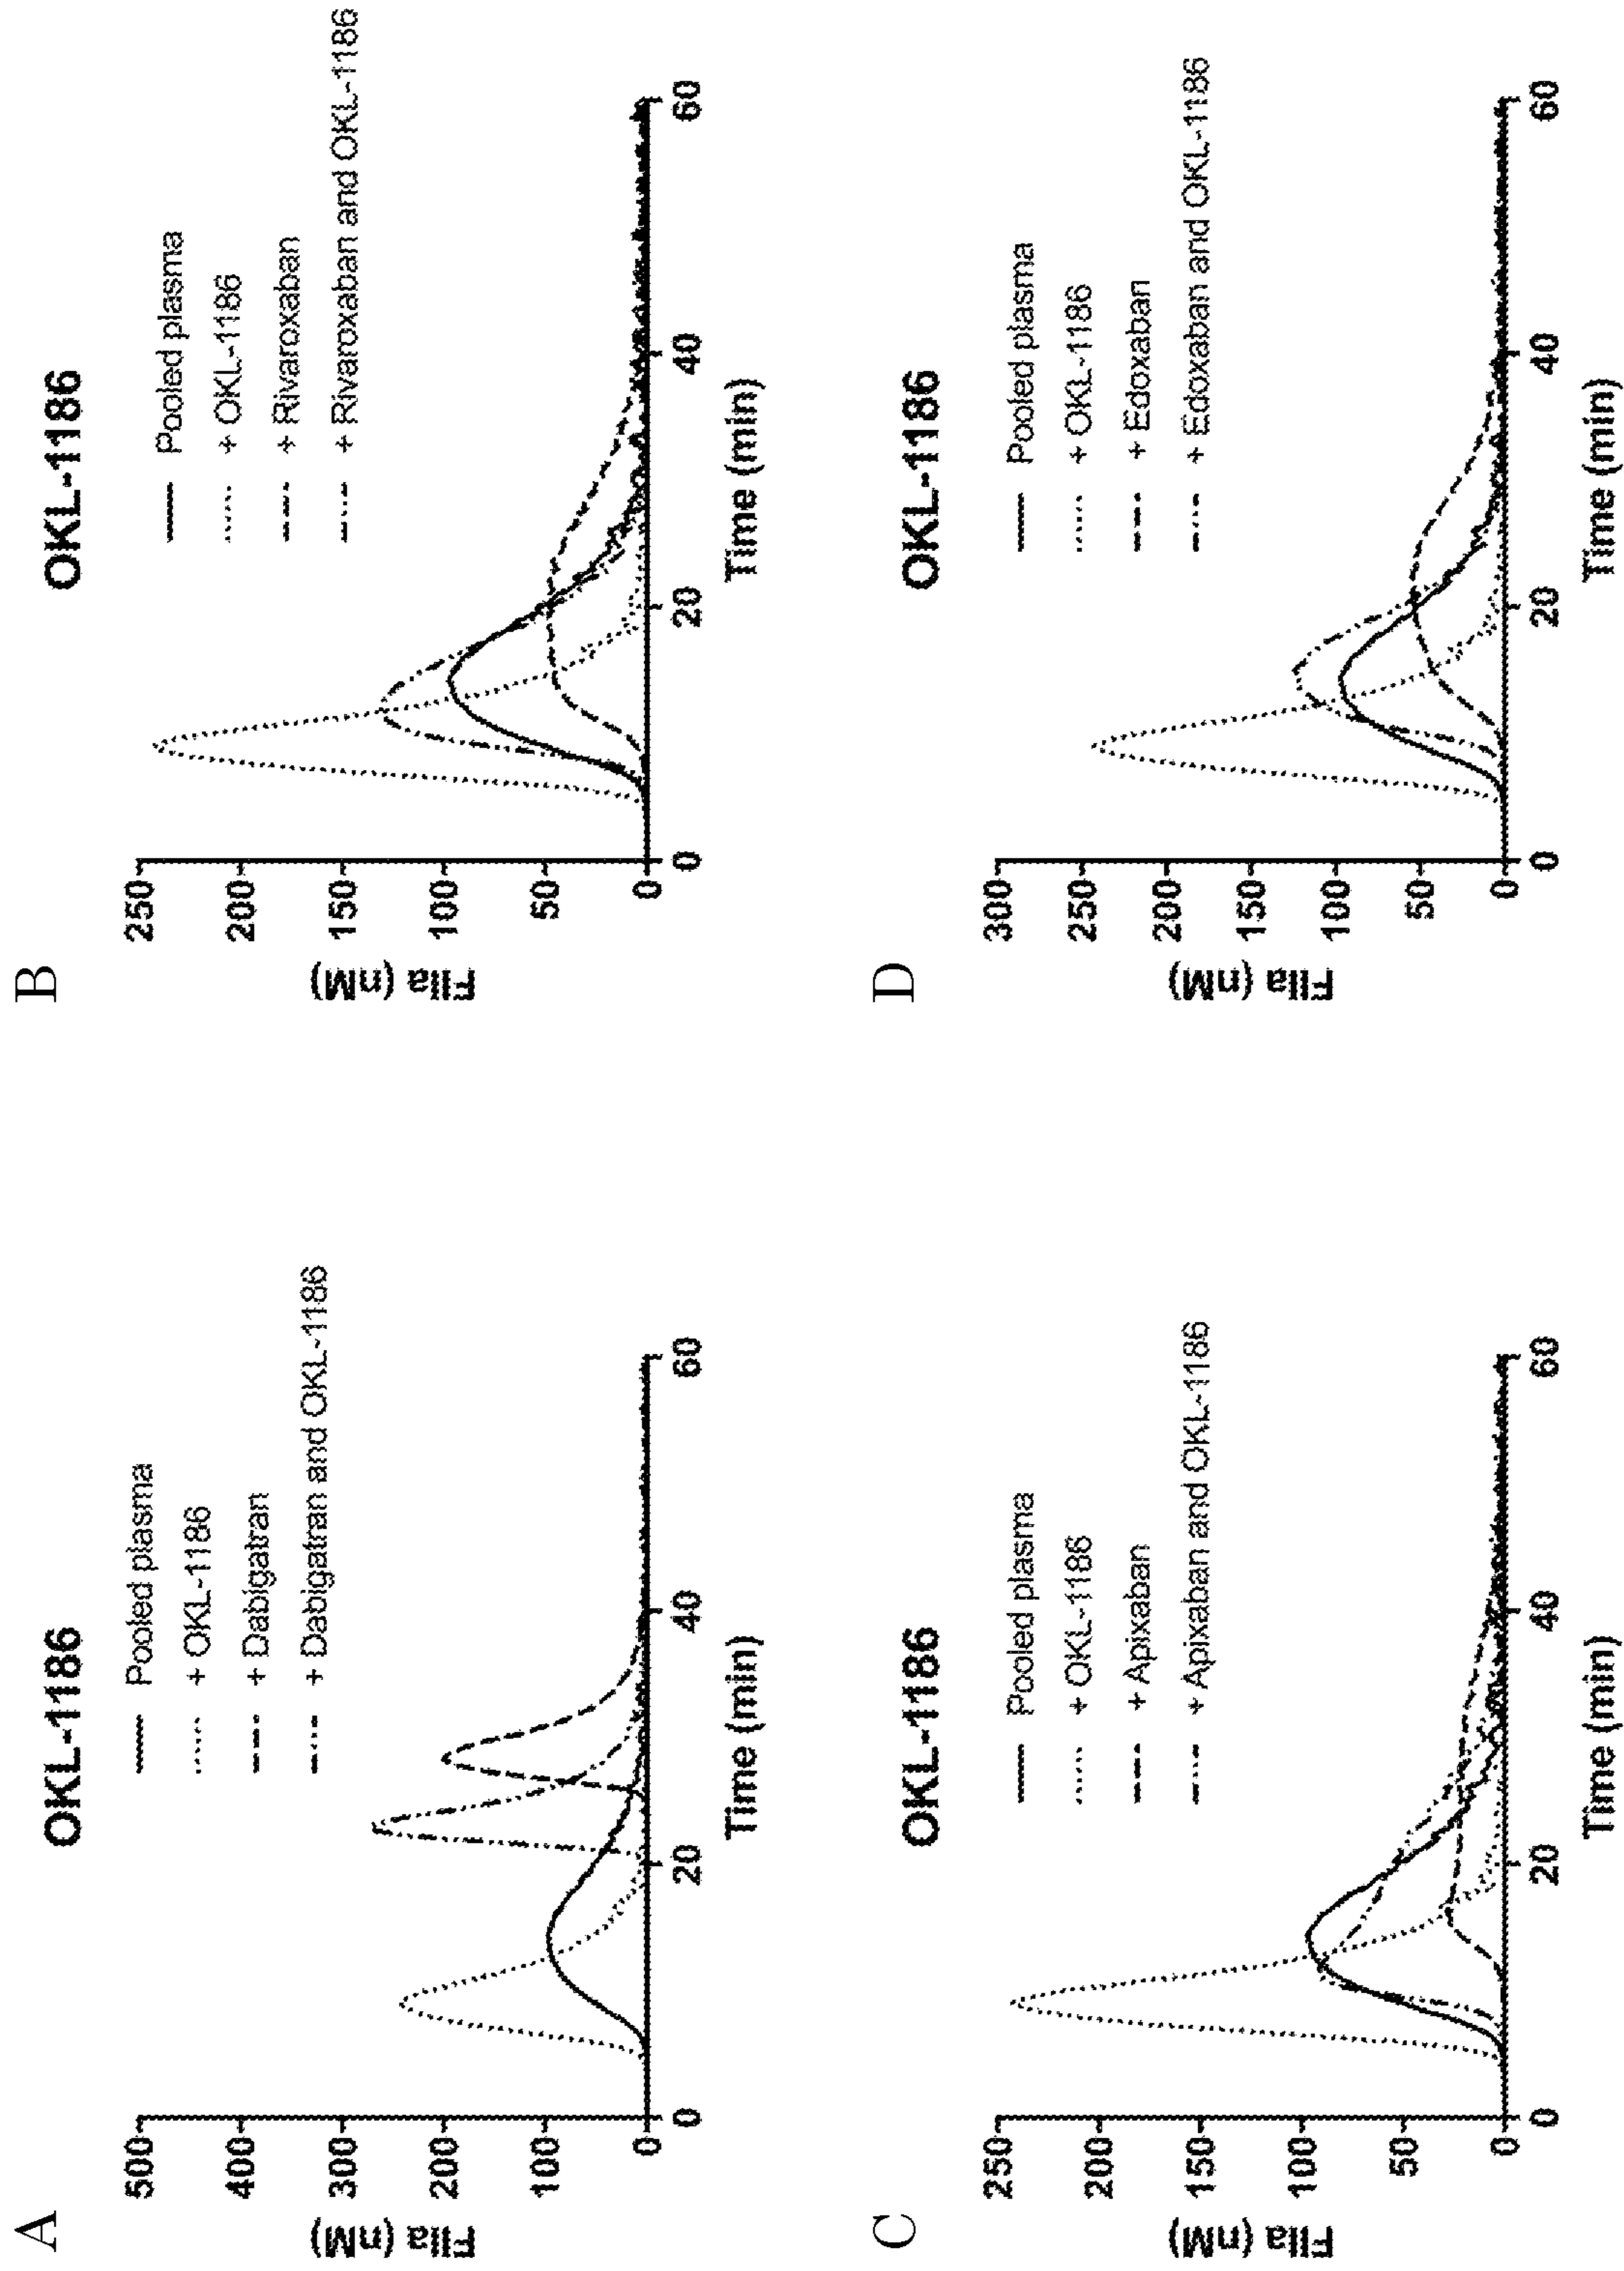 A
OKL-1186
Pooled plasma
+ OKL-1186
+ Dabigatran
+ Dabigatran and OKL-1186
FIIa (nM)
500
400
300
200
100
0
0
20
40
60
Time (min)
B
OKL-1186
Pooled plasma
+ OKL-1186
+ Rivaroxaban
+ Rivaroxaban and OKL-1186
FIIa (nM)
250
200
150
100
50
0
0
20
40
60
Time (min)
C
OKL-1186
Pooled plasma
+ OKL-1186
+ Apixaban
+ Apixaban and OKL-1186
FIIa (nM)
250
200
150
100
50
0
0
20
40
60
Time (min)
D
OKL-1186
Pooled plasma
+ OKL-1186
+ Edoxaban
+ Edoxaban and OKL-1186
FIIa (nM)
300
250
200
150
100
50
0
0
20
40
60
Time (min)